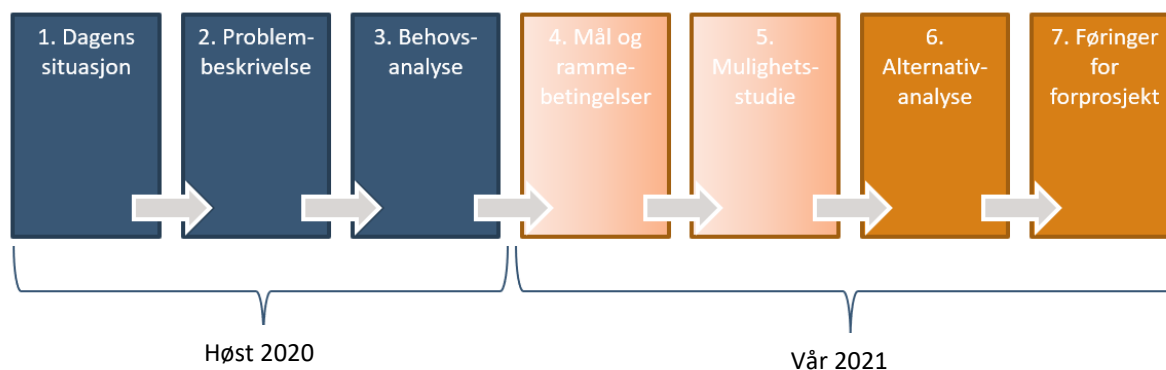 1. Dagens
situasjon
2. Problem-
beskrivelse
3. Behovs-
analyse
4. Mål og
ramme-
betingelser
5.
Mulighets-
studie
6.
Alternativ-
analyse
7. Føringer
for
forprosjekt
Høst 2020
Vår 2021